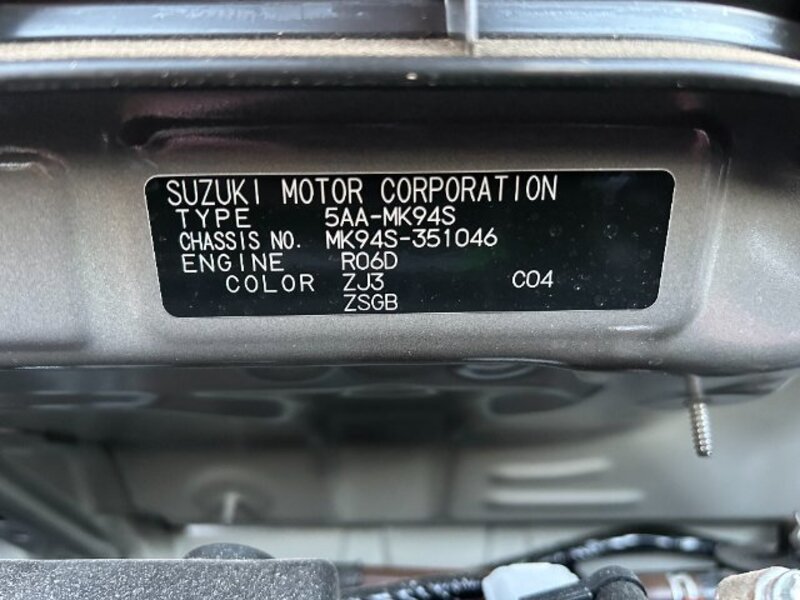 SUZUKI MOTOR CORPORATION
TYPE 5AA-MK94S
CHASSIS NO. MK94S-351046
ENGINE R06D
COLOR ZJ3 C04
ZSGB